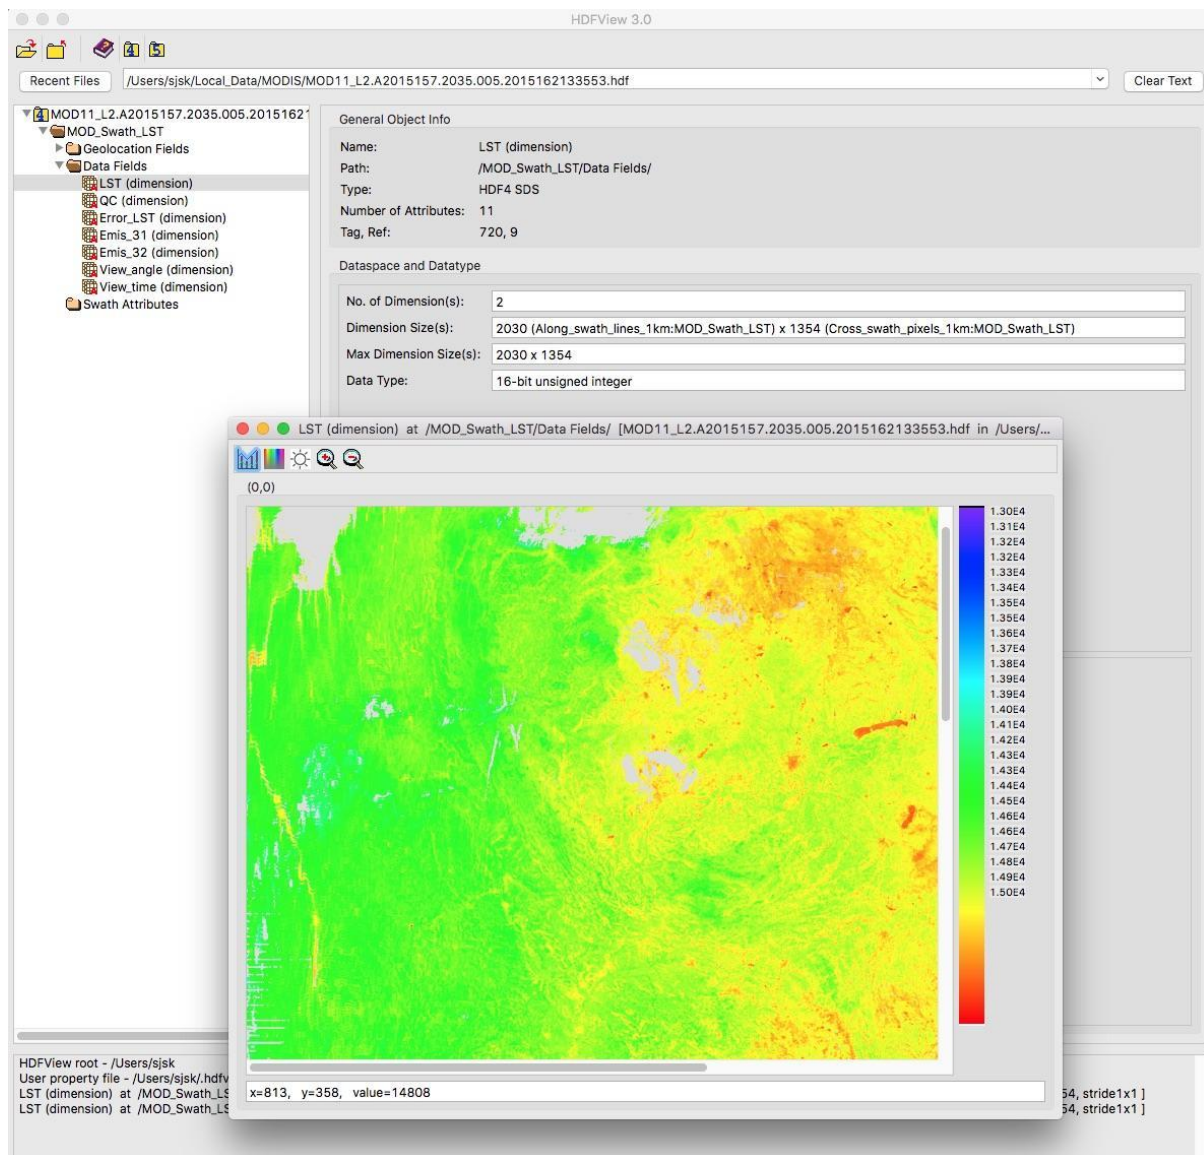 HDFView 3.0
4 5
Recent Files /Users/sjsk/Local_Data/MODIS/MOD11_L2.A2015157.2035.005.2015162133553.hdf Clear Text
MOD11_L2.A2015157.2035.005.2015162
MOD_Swath_LST
Geolocation Fields
Data Fields
LST (dimension)
QC (dimension)
Error_LST (dimension)
Emis_31 (dimension)
Emis_32 (dimension)
View_angle (dimension)
View_time (dimension)
Swath Attributes
General Object Info
Name: LST (dimension)
Path: /MOD_Swath_LST/Data Fields/
Type: HDF4 SDS
Number of Attributes: 11
Tag, Ref: 720, 9
Dataspace and Datatype
No. of Dimension(s): 2
Dimension Size(s): 2030 (Along_swath_lines_1km:MOD_Swath_LST) x 1354 (Cross_swath_pixels_1km:MOD_Swath_LST)
Max Dimension Size(s): 2030 x 1354
Data Type: 16-bit unsigned integer
LST (dimension) at /MOD_Swath_LST/Data Fields/ [MOD11_L2.A2015157.2035.005.2015162133553.hdf in /Users/...
(0,0)
1.30E4
1.31E4
1.32E4
1.32E4
1.33E4
1.34E4
1.35E4
1.35E4
1.36E4
1.37E4
1.38E4
1.39E4
1.39E4
1.40E4
1.41E4
1.42E4
1.43E4
1.43E4
1.44E4
1.45E4
1.46E4
1.46E4
1.47E4
1.48E4
1.49E4
1.50E4
x=813, y=358, value=14808
HDFView root - /Users/sjsk
User property file - /Users/sjsk/.hdfv
LST (dimension) at /MOD_Swath_LS 54, stride1x1 ]
LST (dimension) at /MOD_Swath_LS 54, stride1x1 ]